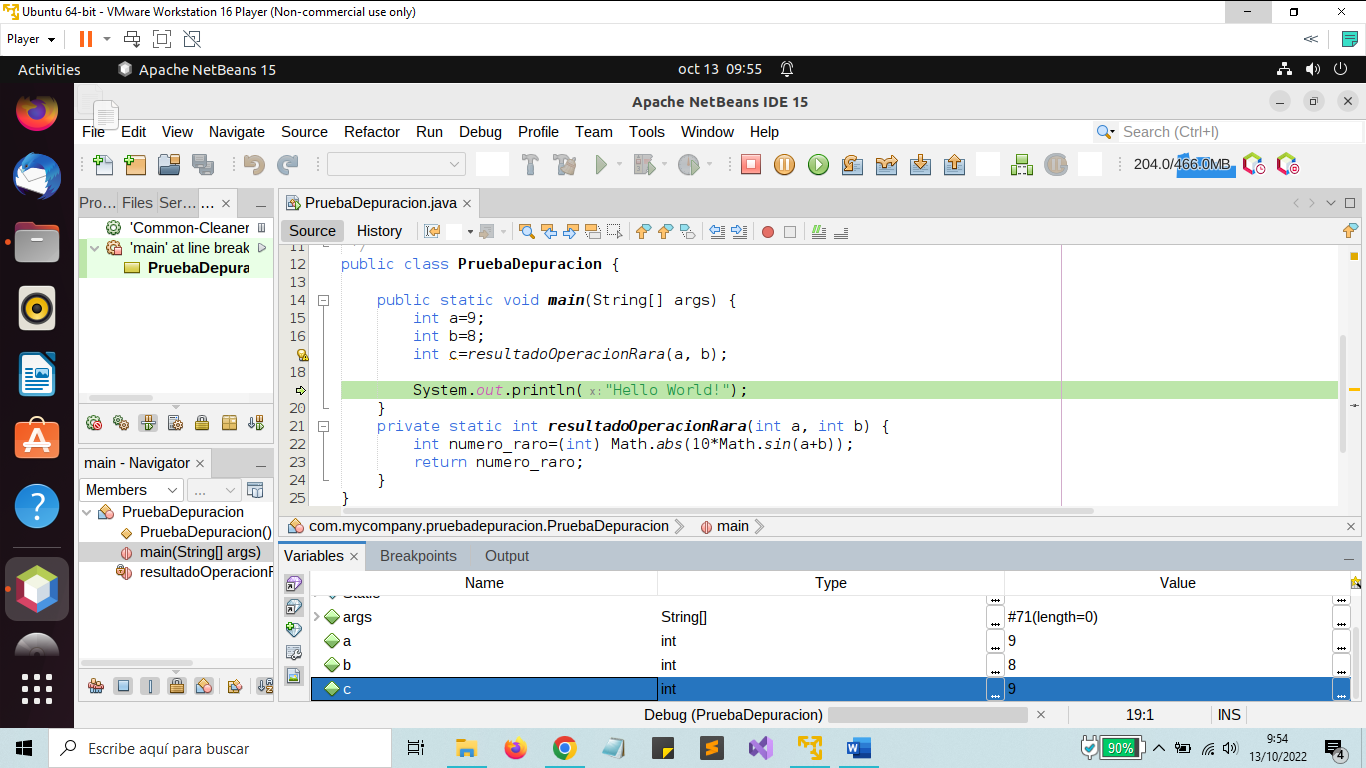 Ubuntu 64-bit - VMware Workstation 16 Player (Non-commercial use only)
Player
Activities
Apache NetBeans 15
oct 13 09:55
Apache NetBeans IDE 15
File Edit View Navigate Source Refactor Run Debug Profile Team Tools Window Help
Search (Ctrl+I)
204.0/466.0MB
Pro... Files Ser... ...
'Common-Cleaner
'main' at line break
PruebaDepura
PruebaDepuracion.java
Source History
11 */
12 public class PruebaDepuracion {
13
14 public static void main(String[] args) {
15 int a=9;
16 int b=8;
int c=resultadoOperacionRara(a, b);
18
System.out.println( x: "Hello World!");
20 }
21 private static int resultadoOperacionRara(int a, int b) {
22 int numero_raro=(int) Math.abs(10*Math.sin(a+b));
23 return numero_raro;
24 }
25 }
com.mycompany.pruebadepuracion.PruebaDepuracion
main
main - Navigator
Members
...
PruebaDepuracion
PruebaDepuracion()
main(String[] args)
resultadoOperacionR
Variables Breakpoints Output
Name Type Value
Static
args String[] #71(length=0)
a int 9
b int 8
c int 9
Debug (PruebaDepuracion)
19:1
INS
Escribe aquí para buscar
90%
9:54
13/10/2022
4